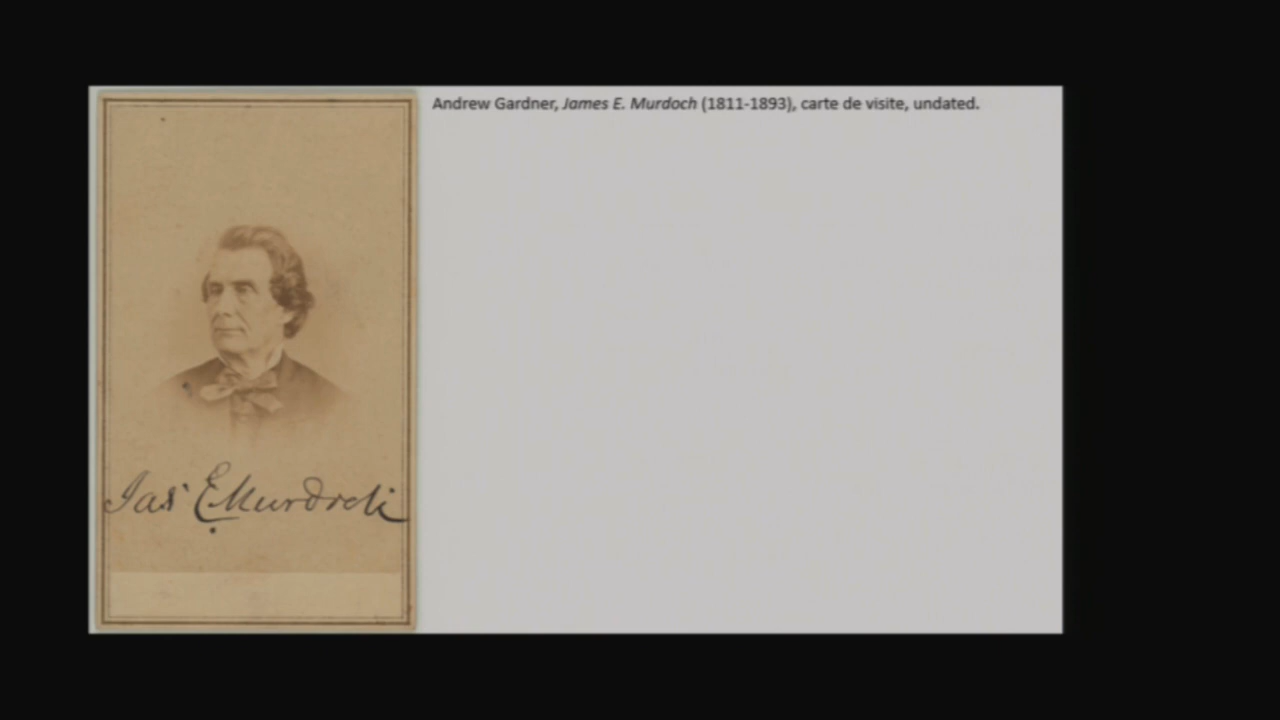 Andrew Gardner, James E. Murdoch (1811-1893), carte de visite, undated.
Jas E Murdoch